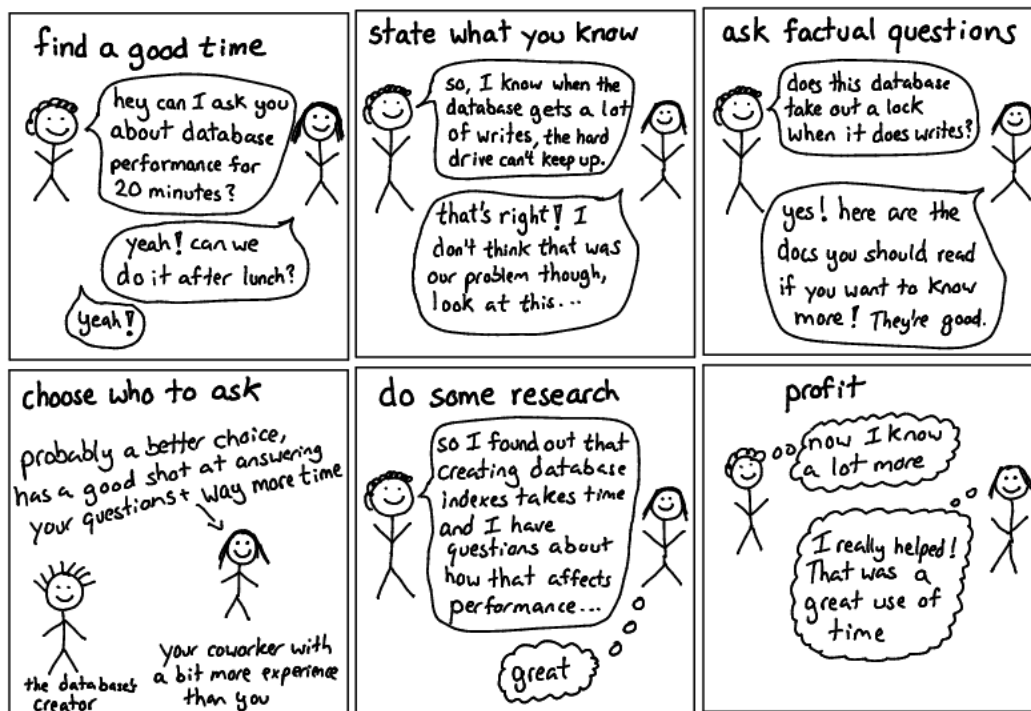 find a good time
hey can I ask you
about database
performance for
20 minutes?
yeah! can we
do it after lunch?
yeah!
state what you know
so, I know when the
database gets a lot
of writes, the hard
drive can't keep up.
that's right! I
don't think that was
our problem though,
look at this...
ask factual questions
does this database
take out a lock
when it does writes?
yes! here are the
docs you should read
if you want to know
more! They're good.
choose who to ask
probably a better choice,
has a good shot at answering
your questions + way more time
the database's
creator
your coworker with
a bit more experience
than you
do some research
so I found out that
creating database
indexes takes time
and I have
questions about
how that affects
performance...
great
profit
now I know
a lot more
I really helped!
That was a
great use of
time